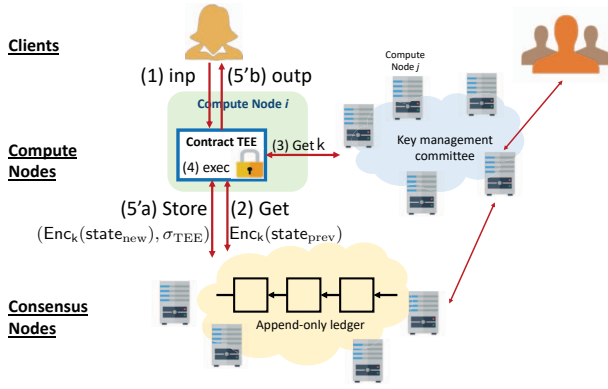 Clients
Compute
Node j
(1) inp
(5'b) outp
Compute Node i
Contract TEE
(3) Get k
Key management
committee
Compute
Nodes
(4) exec
(5'a) Store
(2) Get
(Enc_k(state_new), σ_TEE)
Enc_k(state_prev)
Consensus
Nodes
Append-only ledger